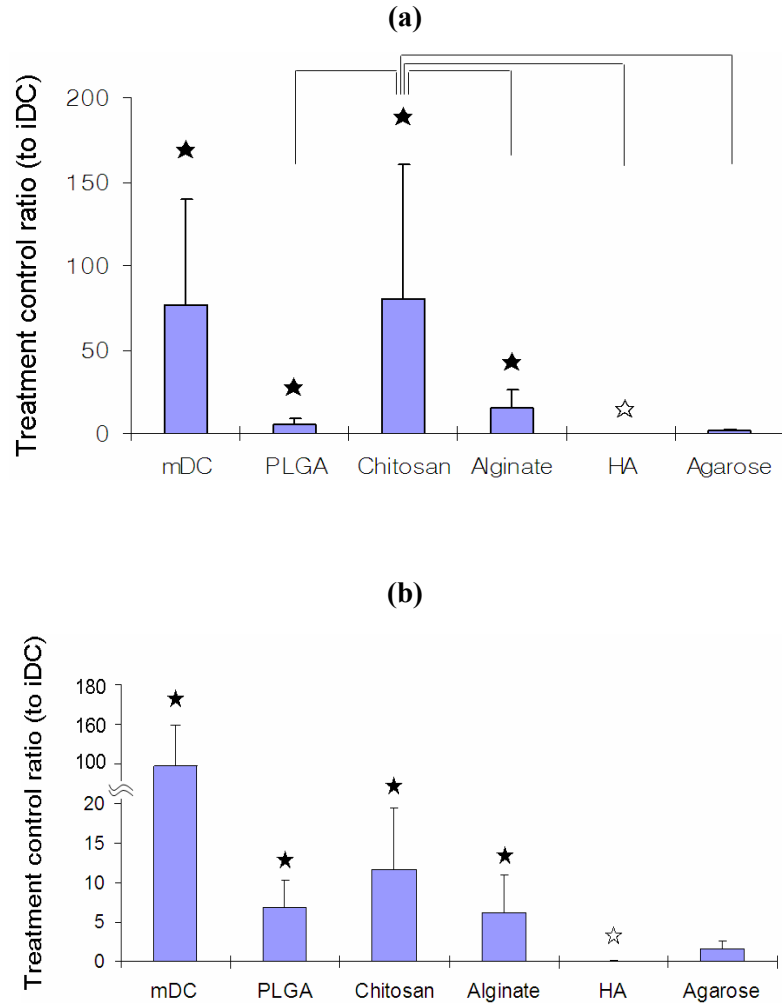 (a)
Treatment control ratio (to iDC)
200
150
100
50
0
mDC PLGA Chitosan Alginate HA Agarose
(b)
Treatment control ratio (to iDC)
180
160
100
20
15
10
5
0
mDC PLGA Chitosan Alginate HA Agarose